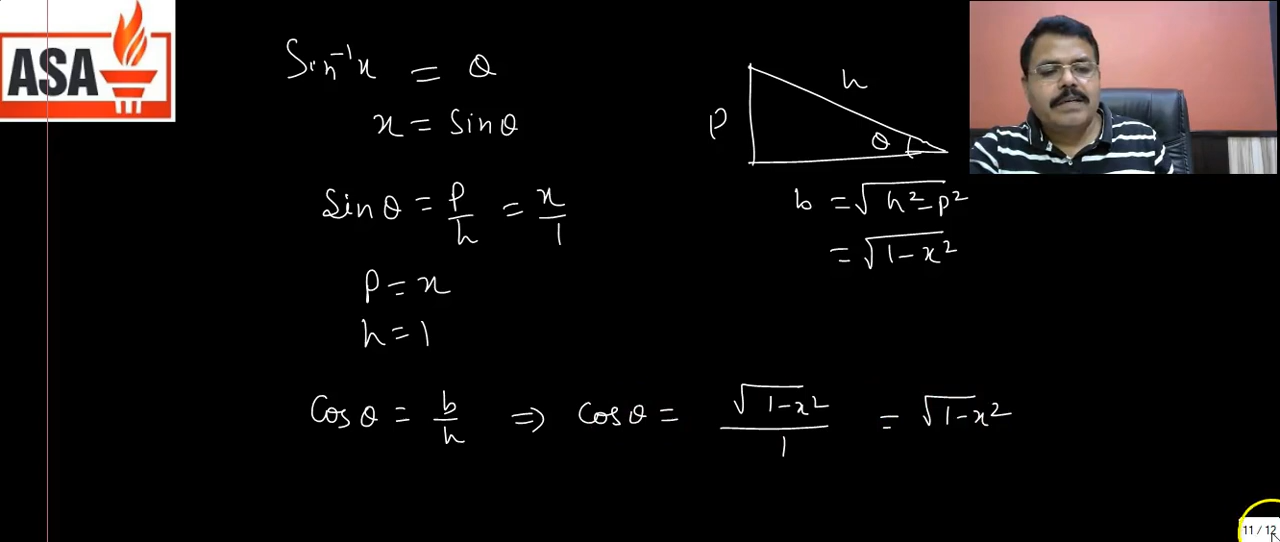 ASA
Sin⁻¹x = θ
x = Sinθ
Sinθ = P/h = x/1
P = x
h = 1
P
h
θ
b = √(h²-P²)
= √(1-x²)
Cosθ = b/h ⇒ Cosθ = √(1-x²)/1 = √(1-x²)
11 / 12